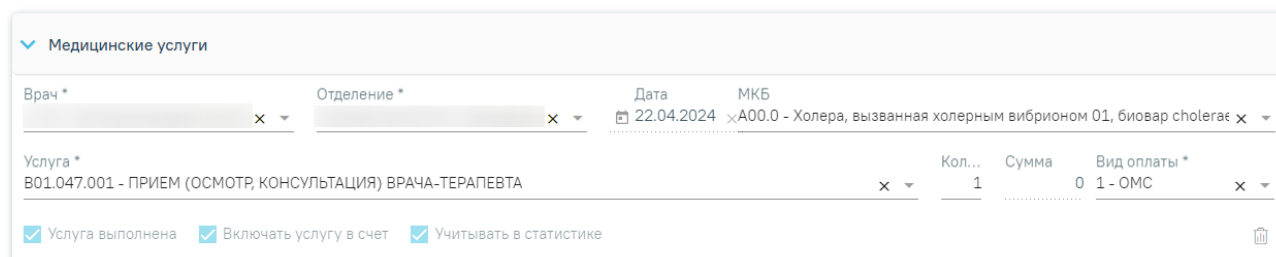 Медицинские услуги
Врач * Отделение * Дата МКБ
22.04.2024 A00.0 - Холера, вызванная холерным вибрионом 01, биовар cholerae
Услуга * Кол... Сумма Вид оплаты *
B01.047.001 - ПРИЕМ (ОСМОТР, КОНСУЛЬТАЦИЯ) ВРАЧА-ТЕРАПЕВТА 1 0 1 - ОМС
Услуга выполнена Включать услугу в счет Учитывать в статистике